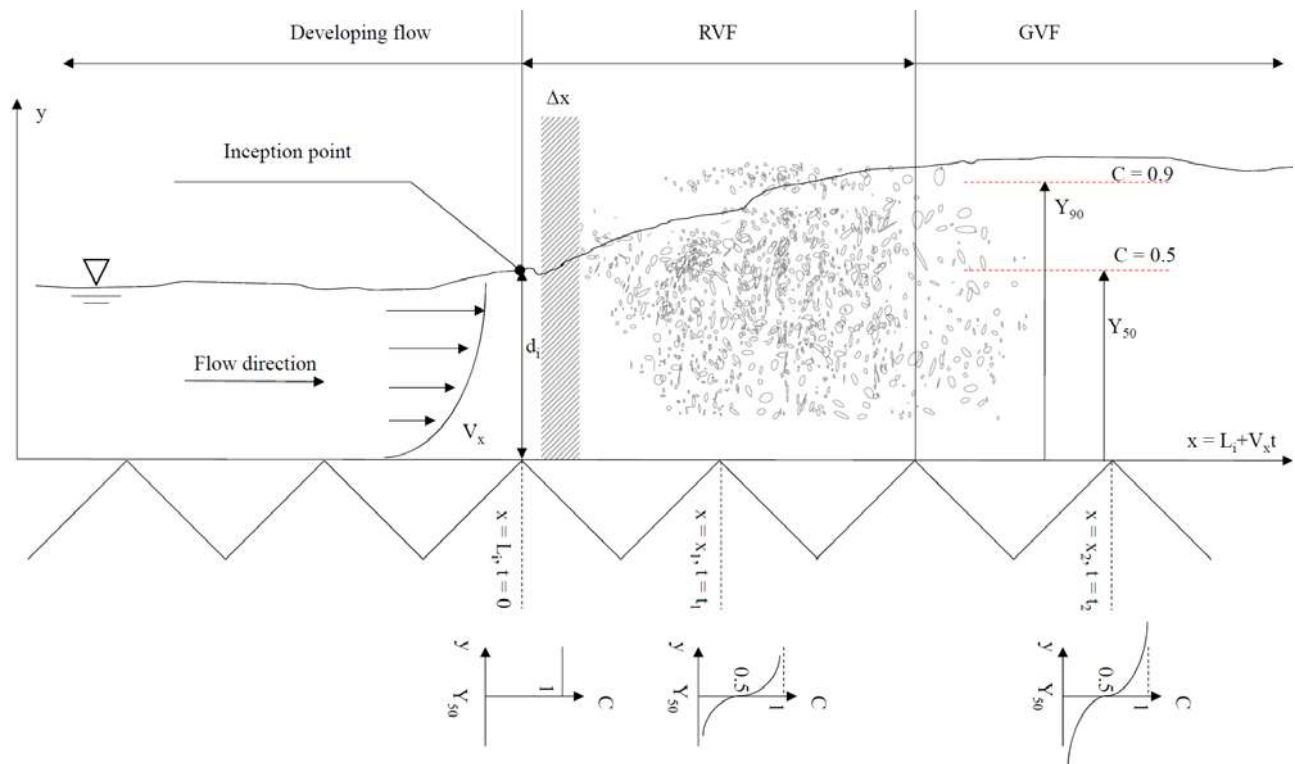 Developing flow
RVF
GVF
Δx
y
Inception point
C = 0.9
Y90
C = 0.5
Y50
di
Flow direction
Vx
x = Li+Vxt
x = Li, t = 0
x = x1, t = t1
x = x2, t = t2
y
Y50
1
C
y
Y50
0.5
1
C
y
Y50
0.5
1
C